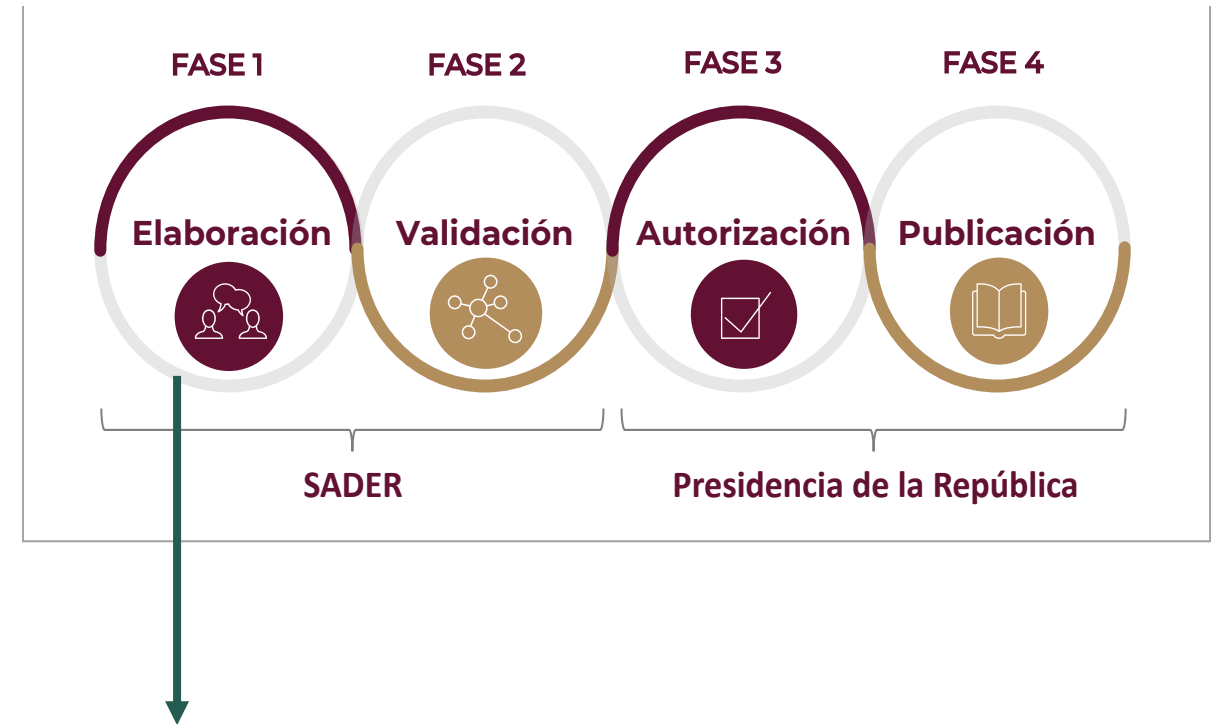 FASE 1
FASE 2
FASE 3
FASE 4
Elaboración
Validación
Autorización
Publicación
SADER
Presidencia de la República